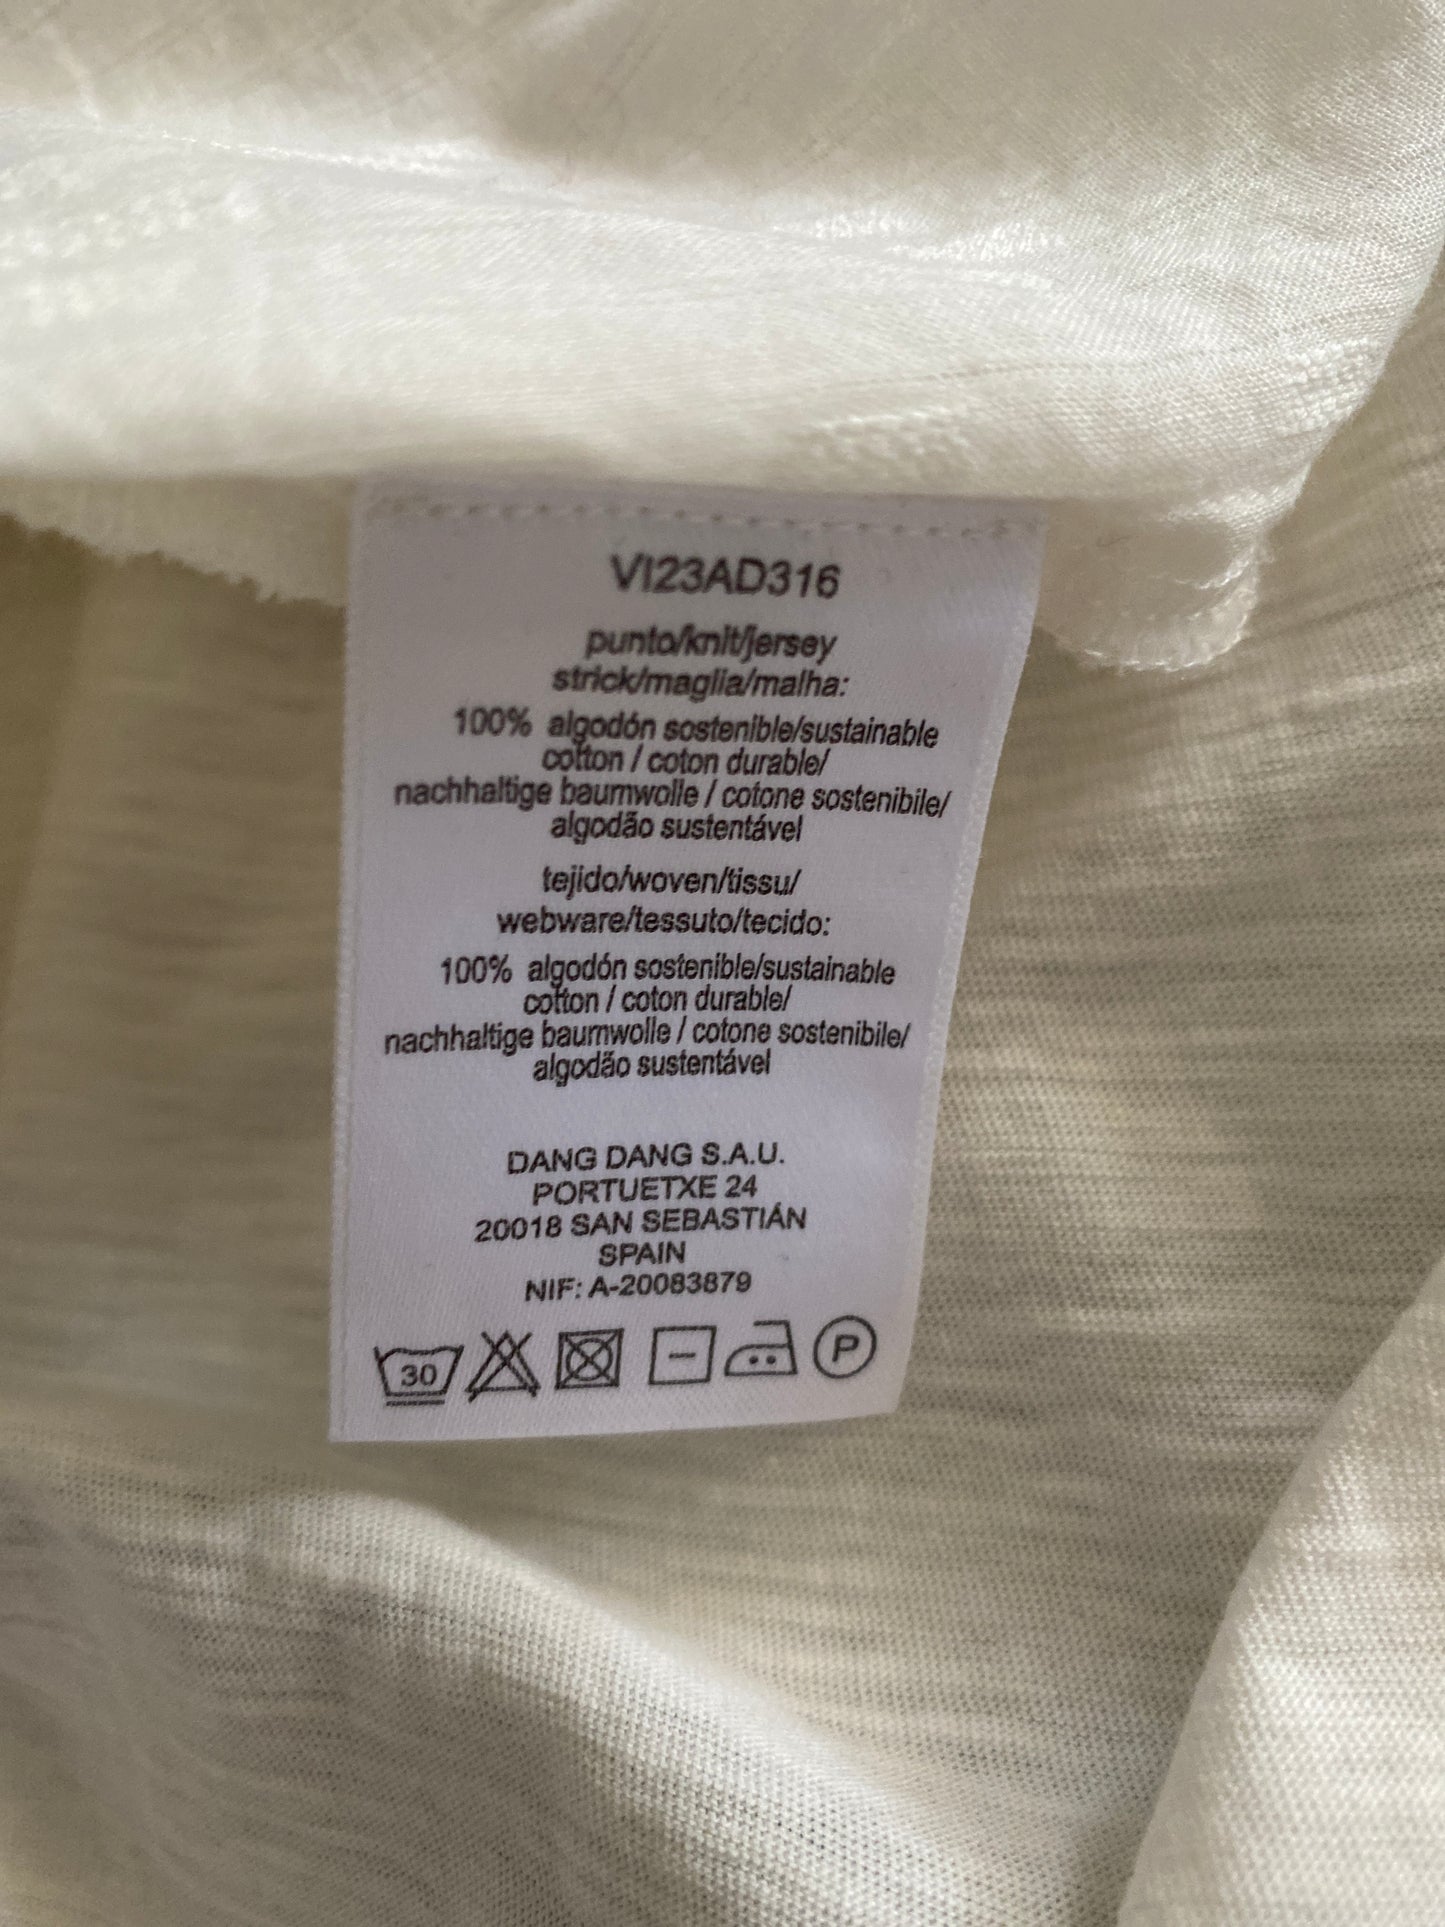 VI23AD316
punto/knit/jersey
strick/maglia/malha:
100% algodón sostenible/sustainable
cotton / coton durable/
nachhaltige baumwolle / cotone sostenibile/
algodão sustentável
tejido/woven/tissu/
webware/tessuto/tecido:
100% algodón sostenible/sustainable
cotton / coton durable/
nachhaltige baumwolle / cotone sostenibile/
algodão sustentável
DANG DANG S.A.U.
PORTUETXE 24
20018 SAN SEBASTIÁN
SPAIN
NIF: A-20083879
30 P